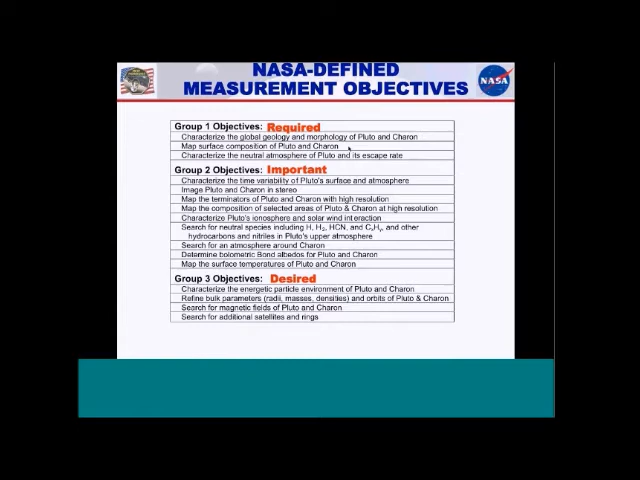 NASA-DEFINED
MEASUREMENT OBJECTIVES
NASA
Group 1 Objectives: Required
Characterize the global geology and morphology of Pluto and Charon
Map surface composition of Pluto and Charon
Characterize the neutral atmosphere of Pluto and its escape rate
Group 2 Objectives: Important
Characterize the time variability of Pluto's surface and atmosphere
Image Pluto and Charon in stereo
Map the terminators of Pluto and Charon with high resolution
Map the composition of selected areas of Pluto & Charon at high resolution
Characterize Pluto's ionosphere and solar wind interaction
Search for neutral species including H, H₂, HCN, and CₓHᵧ, and other
hydrocarbons and nitriles in Pluto's upper atmosphere
Search for an atmosphere around Charon
Determine bolometric Bond albedos for Pluto and Charon
Map the surface temperatures of Pluto and Charon
Group 3 Objectives: Desired
Characterize the energetic particle environment of Pluto and Charon
Refine bulk parameters (radii, masses, densities) and orbits of Pluto & Charon
Search for magnetic fields of Pluto and Charon
Search for additional satellites and rings